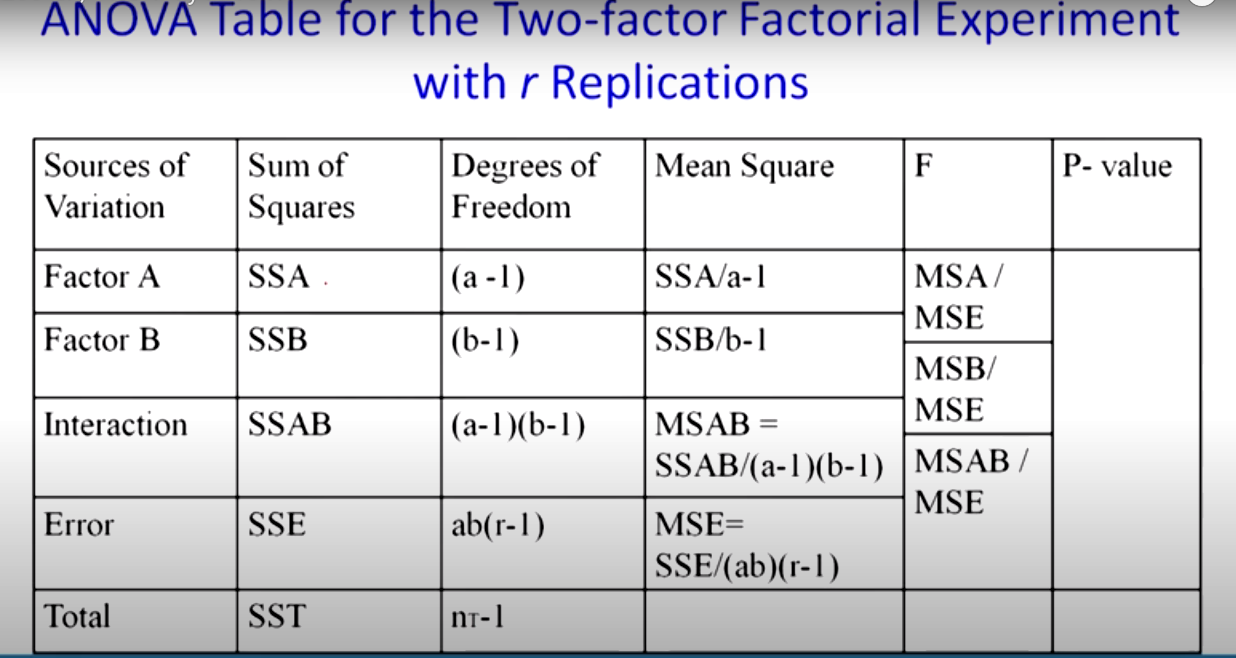 ANOVA Table for the Two-factor Factorial Experiment
with r Replications
Sources of
Variation
Sum of
Squares
Degrees of
Freedom
Mean Square
F
P- value
Factor A
SSA
(a -1)
SSA/a-1
MSA /
MSE
Factor B
SSB
(b-1)
SSB/b-1
MSB/
MSE
Interaction
SSAB
(a-1)(b-1)
MSAB =
SSAB/(a-1)(b-1)
MSAB /
MSE
Error
SSE
ab(r-1)
MSE=
SSE/(ab)(r-1)
Total
SST
nT-1